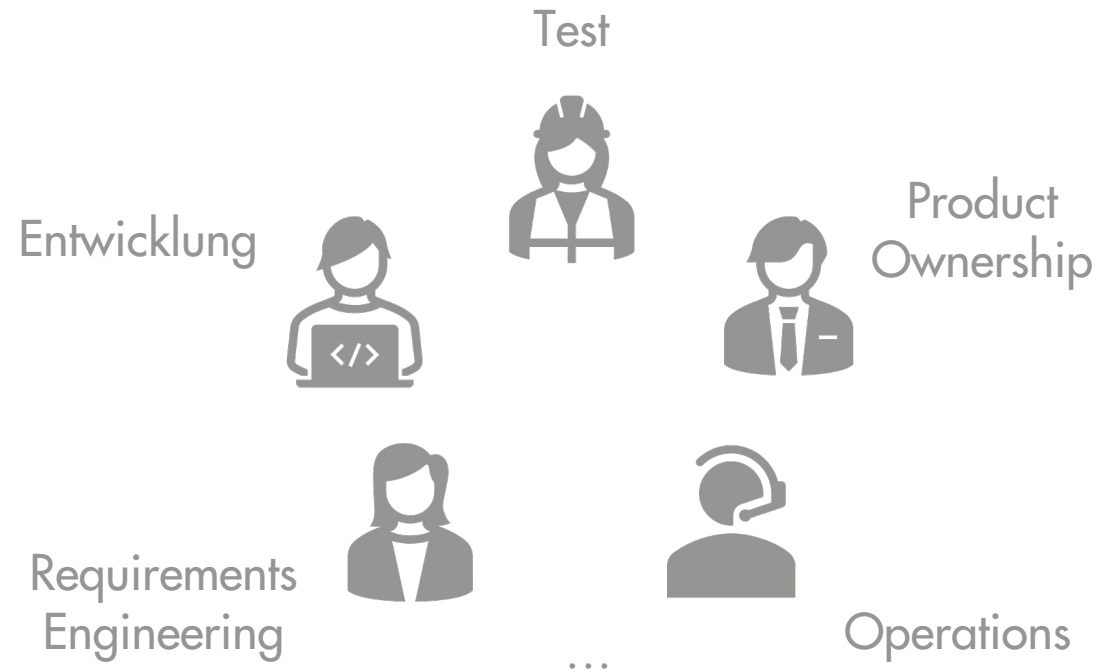 Test
Entwicklung
Product
Ownership
</>
Requirements
Engineering
Operations
...